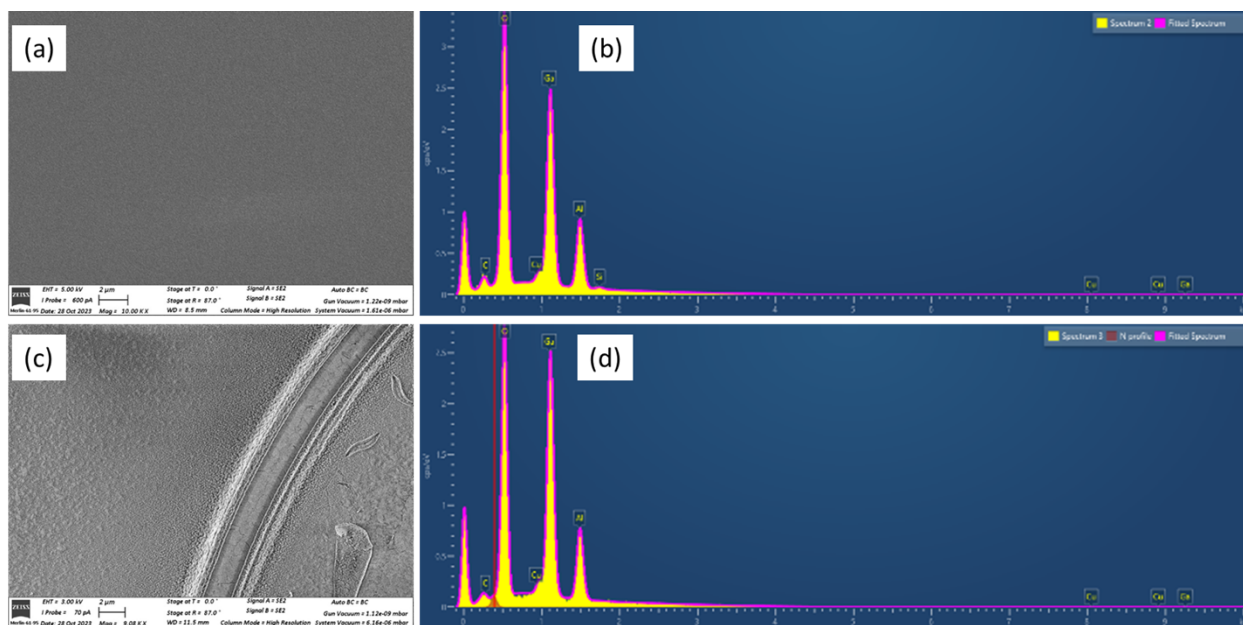 (a)
ZEISS
Merlin-61-95
EHT = 5.00 kV
I Probe = 600 pA
Date: 28 Oct 2023
2 µm
Mag = 10.00 K X
Stage at T = 0.0 °
Stage at R = 87.0 °
WD = 8.5 mm
Signal A = SE2
Signal B = SE2
Column Mode = High Resolution
Auto BC = BC
Gun Vacuum = 1.22e-09 mbar
System Vacuum = 1.61e-06 mbar
(b)
Spectrum 2 Fitted Spectrum
cps/eV
3
2.5
2
1.5
1
0.5
0
O
Ga
Al
C
Cu
Si
Cu
Cu
Ga
0 1 2 3 4 5 6 7 8 9
(c)
ZEISS
Merlin-61-95
EHT = 3.00 kV
I Probe = 70 pA
Date: 28 Oct 2023
2 µm
Mag = 9.08 K X
Stage at T = 0.0 °
Stage at R = 87.0 °
WD = 11.5 mm
Signal A = SE2
Signal B = SE2
Column Mode = High Resolution
Auto BC = BC
Gun Vacuum = 1.12e-09 mbar
System Vacuum = 6.16e-06 mbar
(d)
Spectrum 3 N profile Fitted Spectrum
cps/eV
2.5
2
1.5
1
0.5
0
O
Ga
Al
C
Cu
Cu
Cu
Ga
0 1 2 3 4 5 6 7 8 9